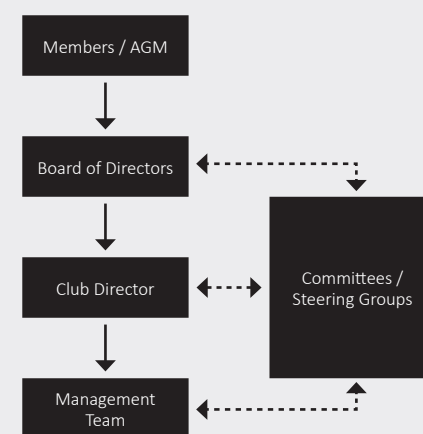 Members / AGM
Board of Directors
Club Director
Committees /
Steering Groups
Management
Team